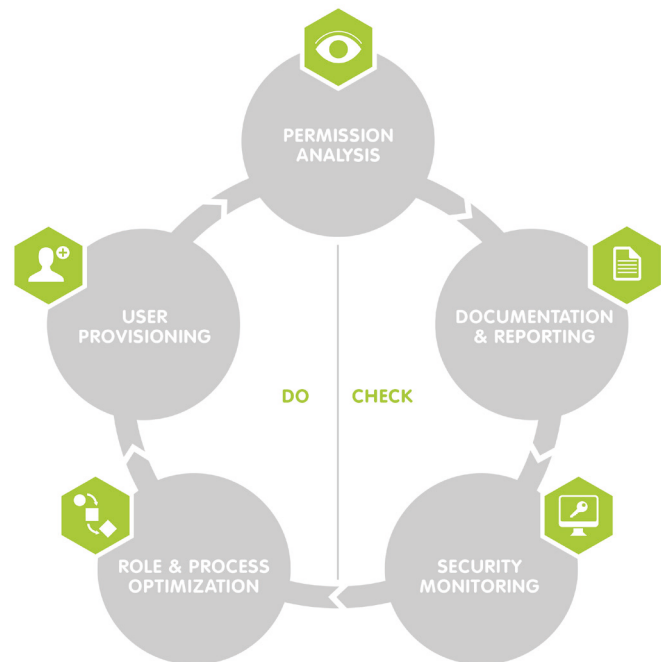 PERMISSION
ANALYSIS
USER
PROVISIONING
DOCUMENTATION
& REPORTING
DO
CHECK
ROLE & PROCESS
OPTIMIZATION
SECURITY
MONITORING